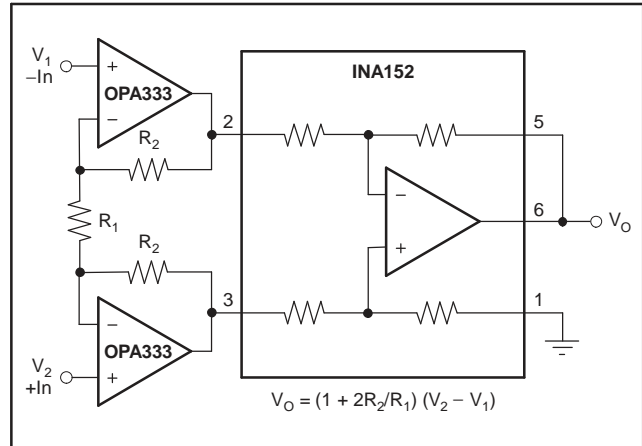 V1
−In
+
OPA333
−
R2
R1
R2
−
OPA333
+
V2
+In
INA152
2
5
−
6
VO
+
3
1
VO = (1 + 2R2/R1) (V2 − V1)